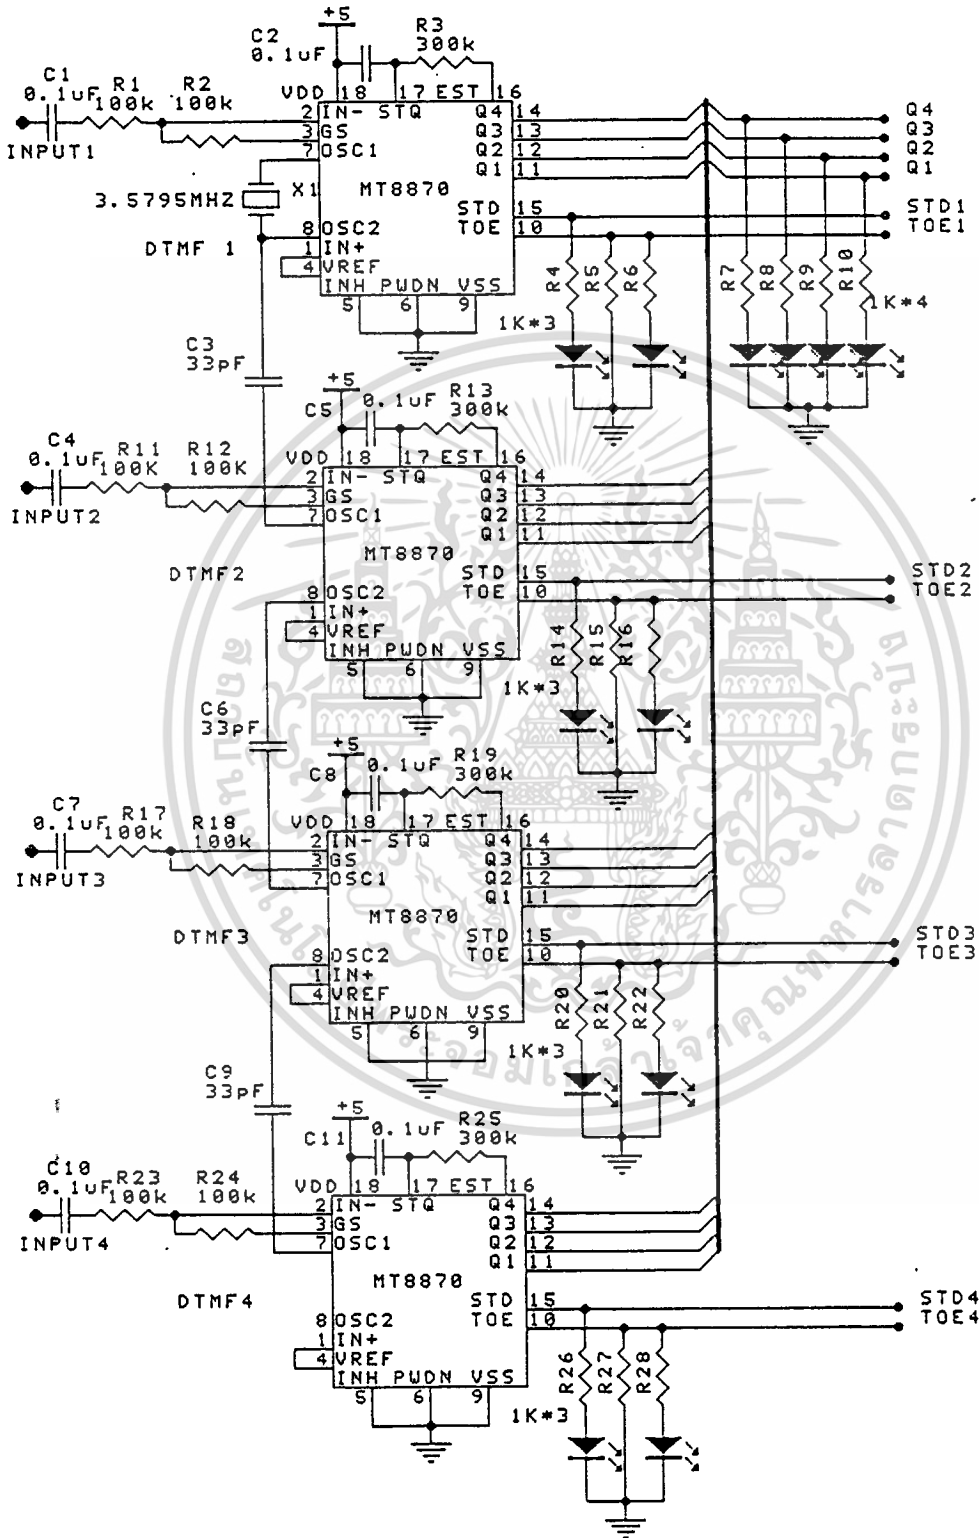 +5
C2
0.1uF
R3
300k
C1
0.1uF
R1
100k
R2
100k
VDD 18 17 EST 16
2 IN- STQ Q4 14
3 GS Q3 13
7 OSC1 Q2 12
Q1 11
INPUT1
Q4
Q3
Q2
Q1
X1
3.5795MHZ
MT8870
STD 15
TOE 10
STD1
TOE1
DTMF 1
8 OSC2
1 IN+
4 VREF
INH PWDN VSS
5 6 9
R4
R5
R6
R7
R8
R9
R10
1K*3
1K*4
C3
33pF
+5
C5
0.1uF
R13
300k
C4
0.1uF
R11
100K
R12
100K
VDD 18 17 EST 16
2 IN- STQ Q4 14
3 GS Q3 13
7 OSC1 Q2 12
Q1 11
INPUT2
MT8870
DTMF2
STD 15
TOE 10
STD2
TOE2
8 OSC2
1 IN+
4 VREF
INH PWDN VSS
5 6 9
R14
R15
R16
1K*3
C6
33pF
+5
C8
0.1uF
R19
300k
C7
0.1uF
R17
100k
R18
100k
VDD 18 17 EST 16
2 IN- STQ Q4 14
3 GS Q3 13
7 OSC1 Q2 12
Q1 11
INPUT3
MT8870
DTMF3
STD 15
TOE 10
STD3
TOE3
8 OSC2
1 IN+
4 VREF
INH PWDN VSS
5 6 9
R20
R21
R22
1K*3
C9
33pF
+5
C11
0.1uF
R25
300k
C10
0.1uF
R23
100k
R24
100k
VDD 18 17 EST 16
2 IN- STQ Q4 14
3 GS Q3 13
7 OSC1 Q2 12
Q1 11
INPUT4
MT8870
DTMF4
STD 15
TOE 10
STD4
TOE4
8 OSC2
1 IN+
4 VREF
INH PWDN VSS
5 6 9
R26
R27
R28
1K*3